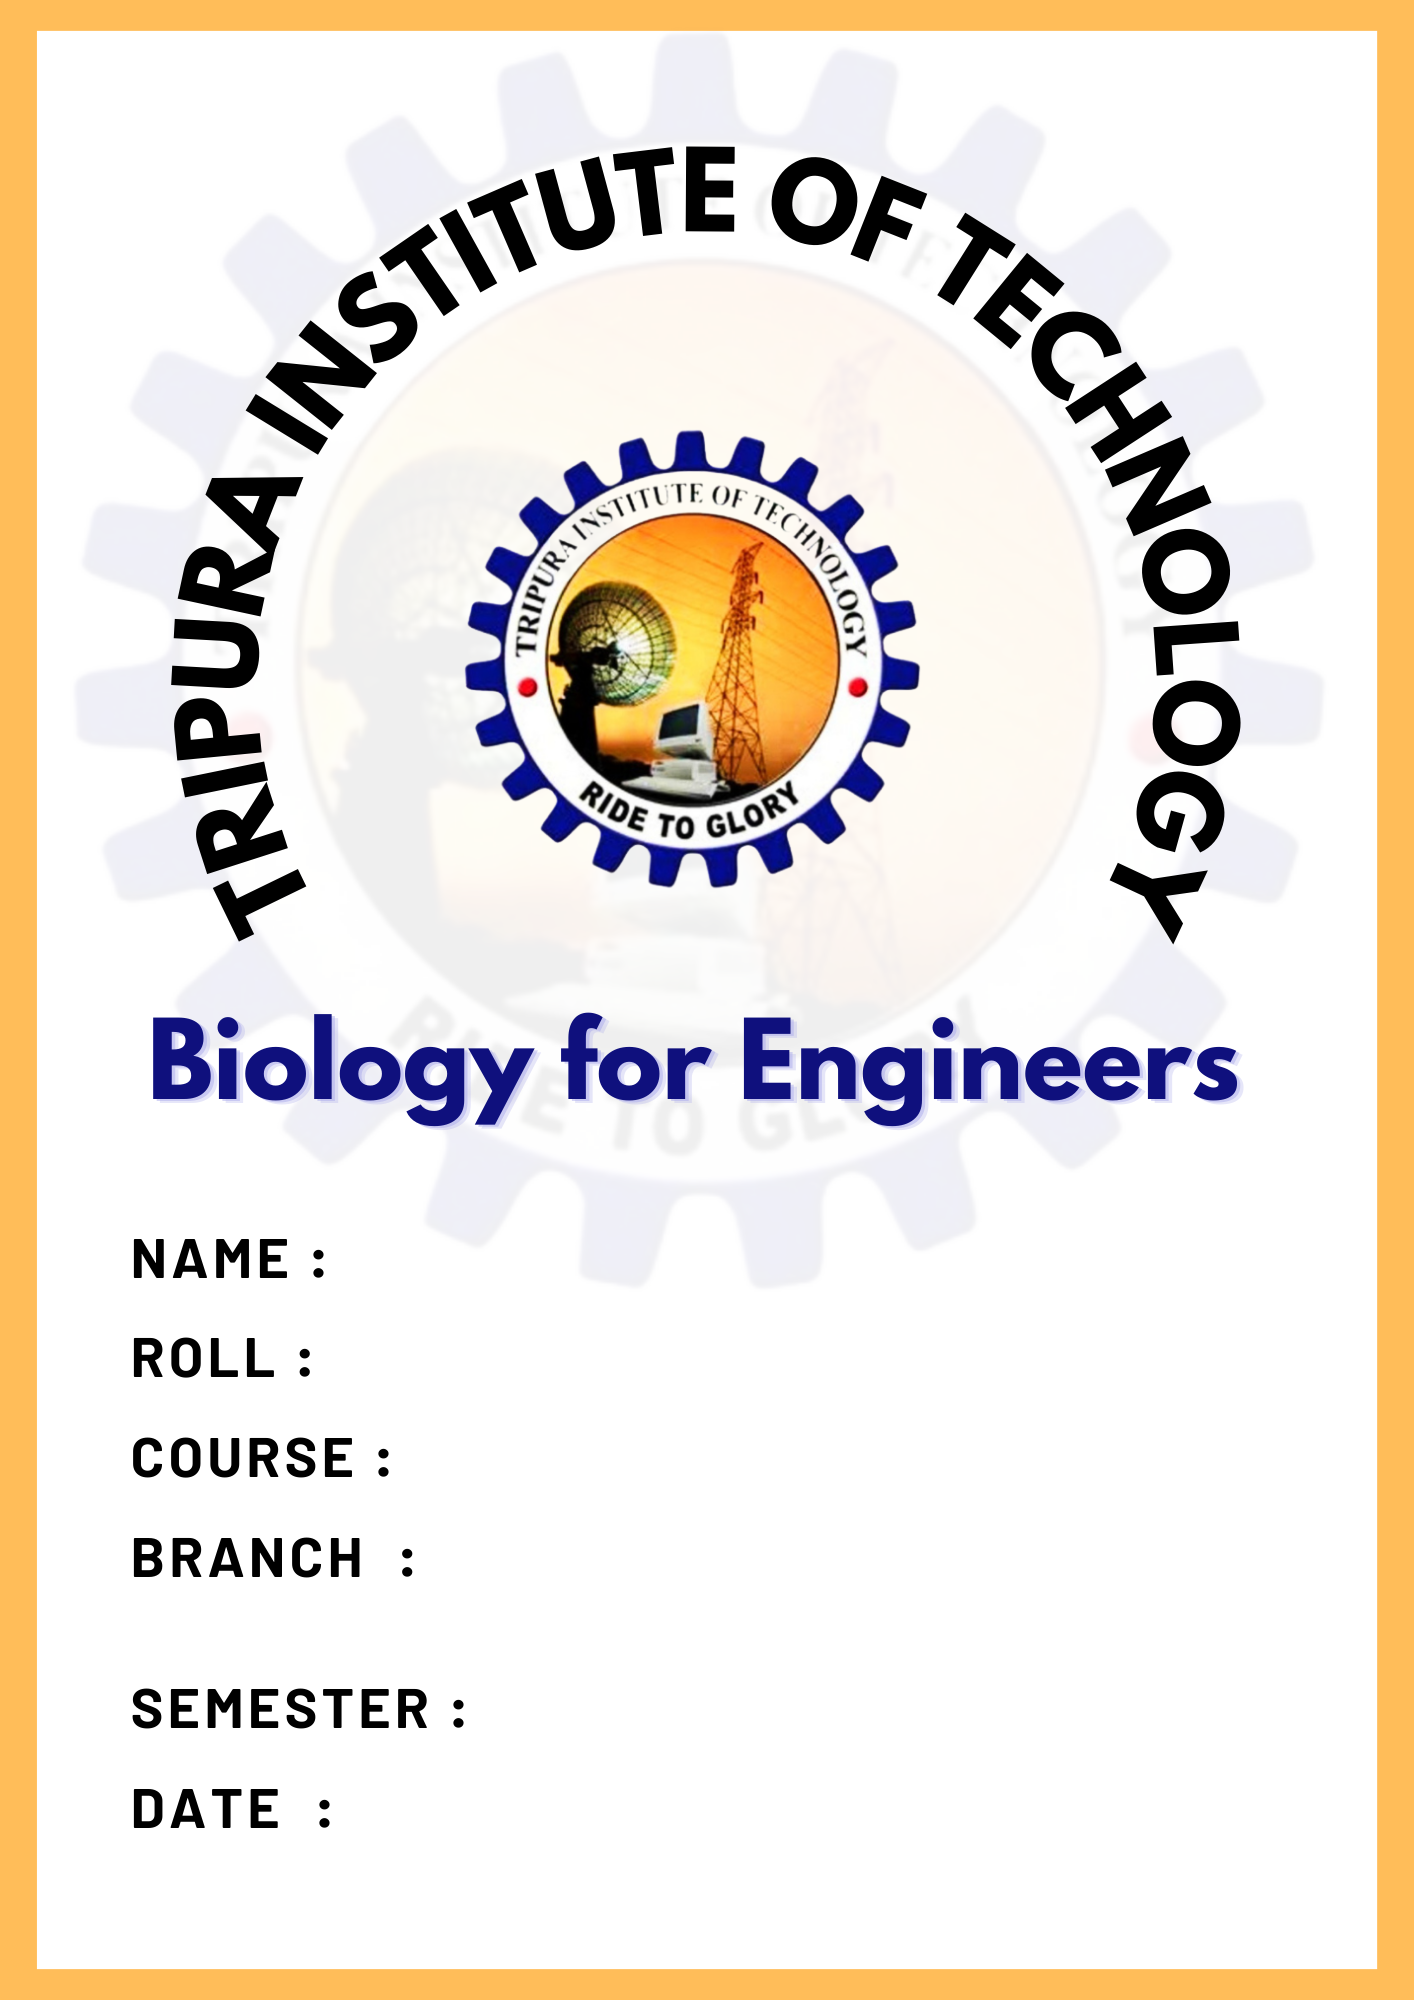 TRIPURA INSTITUTE OF TECHNOLOGY
TRIPURA INSTITUTE OF TECHNOLOGY
RIDE TO GLORY
Biology for Engineers
NAME :
ROLL :
COURSE :
BRANCH :
SEMESTER :
DATE :